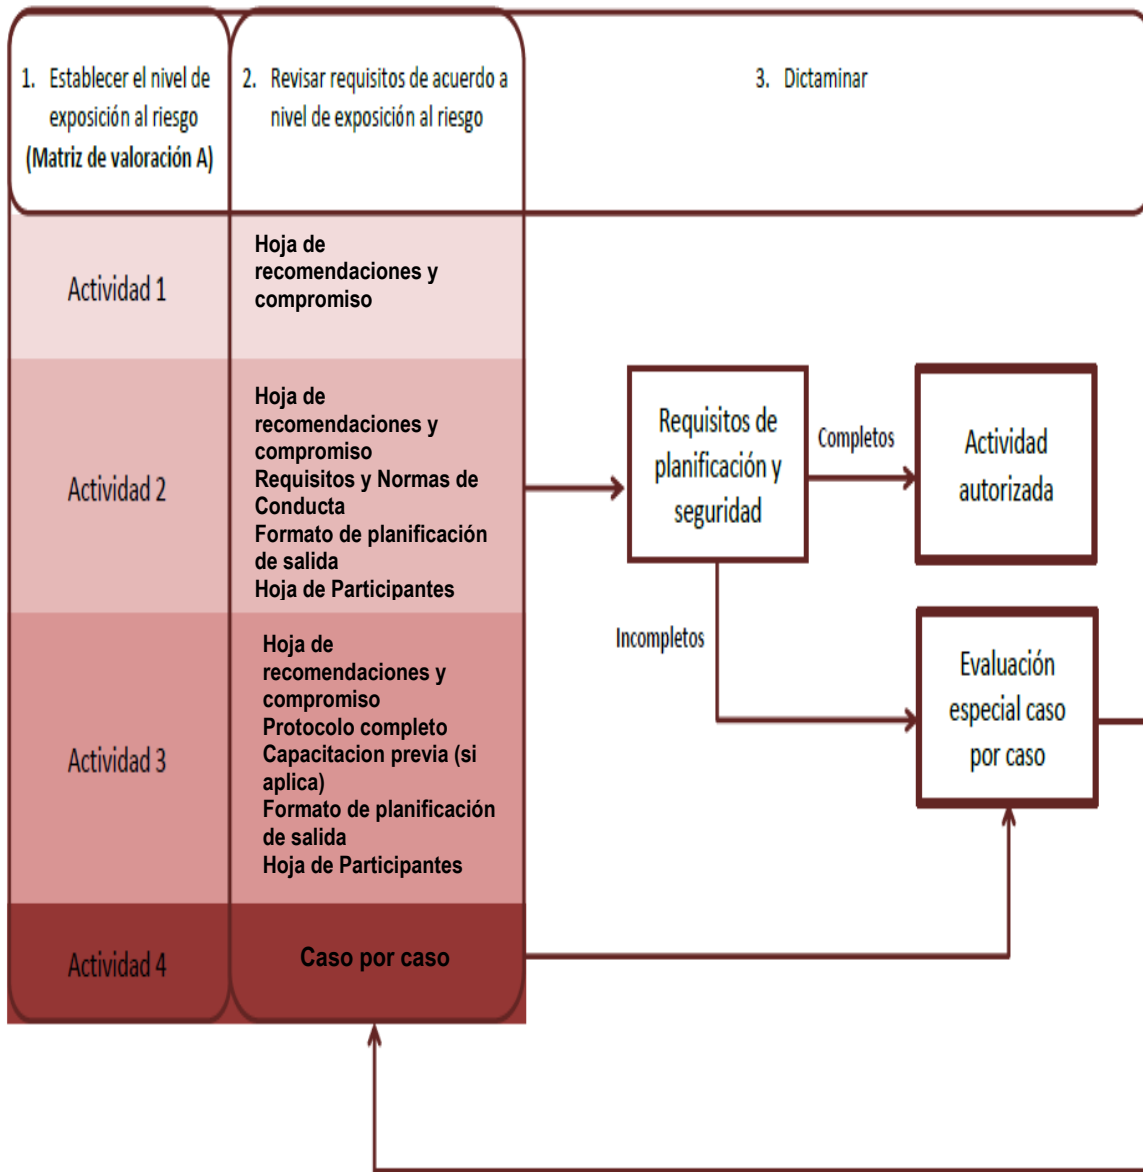 1. Establecer el nivel de
exposición al riesgo
(Matriz de valoración A)
2. Revisar requisitos de acuerdo a
nivel de exposición al riesgo
3. Dictaminar
Actividad 1
Hoja de
recomendaciones y
compromiso
Actividad 2
Hoja de
recomendaciones y
compromiso
Requisitos y Normas de
Conducta
Formato de planificación
de salida
Hoja de Participantes
Actividad 3
Hoja de
recomendaciones y
compromiso
Protocolo completo
Capacitacion previa (si
aplica)
Formato de planificación
de salida
Hoja de Participantes
Actividad 4
Caso por caso
Requisitos de
planificación y
seguridad
Completos
Actividad
autorizada
Incompletos
Evaluación
especial caso
por caso